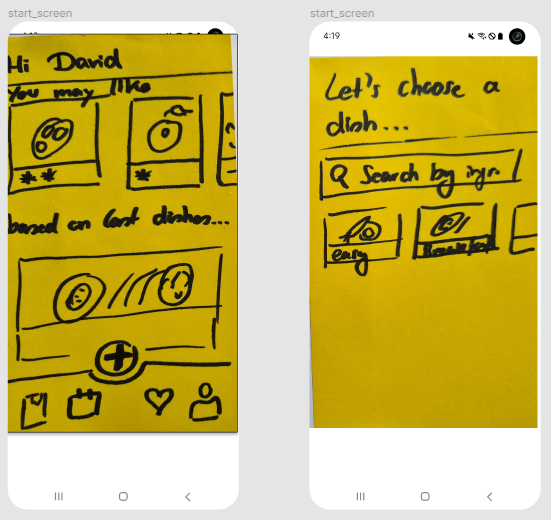 start_screen
Hi David
You may like
based on last dishes...
start_screen
4:19
Let's choose a
dish...
Search by ingr.
easy
Breakfast